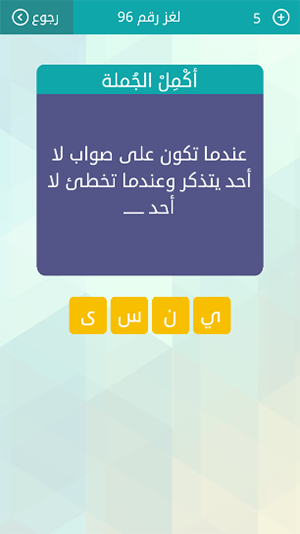 رجوع لغز رقم 96 5
أكْمِلْ الجُملة
عندما تكون على صواب لا
أحد يتذكر وعندما تخطئ لا
أحد __
ي ن س ى